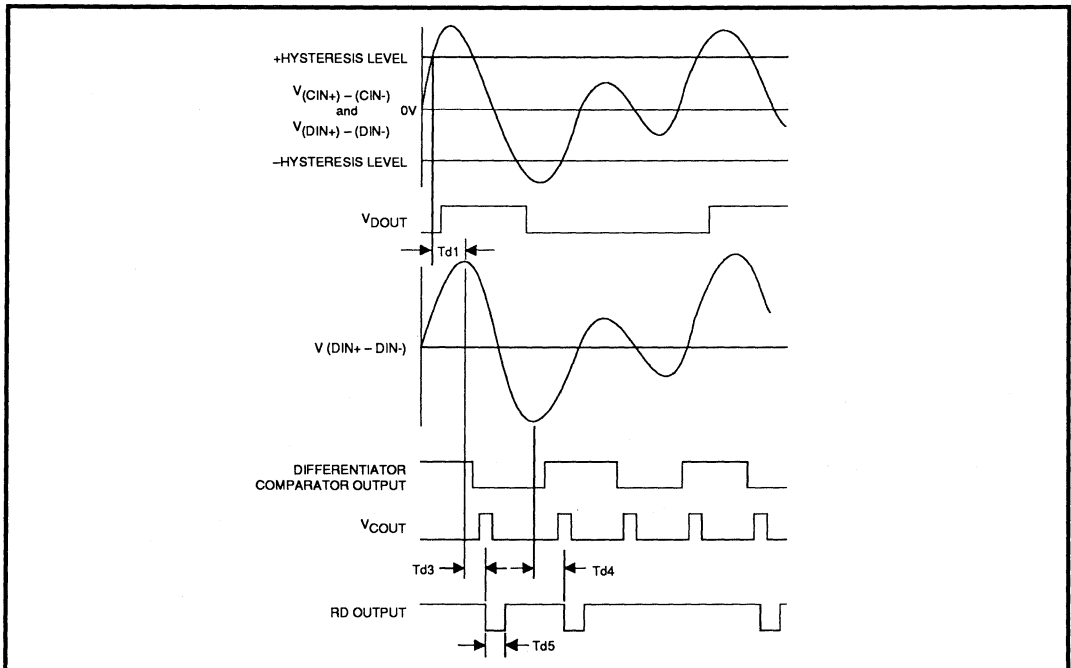 +HYSTERESIS LEVEL
V(CIN+) – (CIN-)
and
0V
V(DIN+) – (DIN-)
–HYSTERESIS LEVEL
VDOUT
Td1
V (DIN+ – DIN-)
DIFFERENTIATOR
COMPARATOR OUTPUT
VCOUT
Td3
Td4
RD OUTPUT
Td5